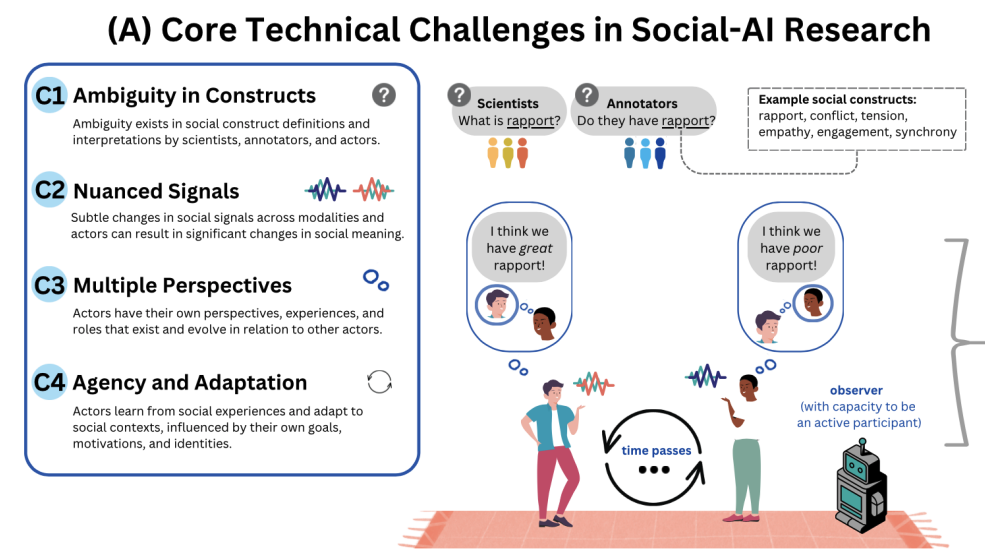 (A) Core Technical Challenges in Social-AI Research
C1 Ambiguity in Constructs ?
Ambiguity exists in social construct definitions and
interpretations by scientists, annotators, and actors.
C2 Nuanced Signals
Subtle changes in social signals across modalities and
actors can result in significant changes in social meaning.
C3 Multiple Perspectives
Actors have their own perspectives, experiences, and
roles that exist and evolve in relation to other actors.
C4 Agency and Adaptation
Actors learn from social experiences and adapt to
social contexts, influenced by their own goals,
motivations, and identities.
?
Scientists
What is rapport?
?
Annotators
Do they have rapport?
Example social constructs:
rapport, conflict, tension,
empathy, engagement, synchrony
I think we
have great
rapport!
I think we
have poor
rapport!
time passes
observer
(with capacity to be
an active participant)